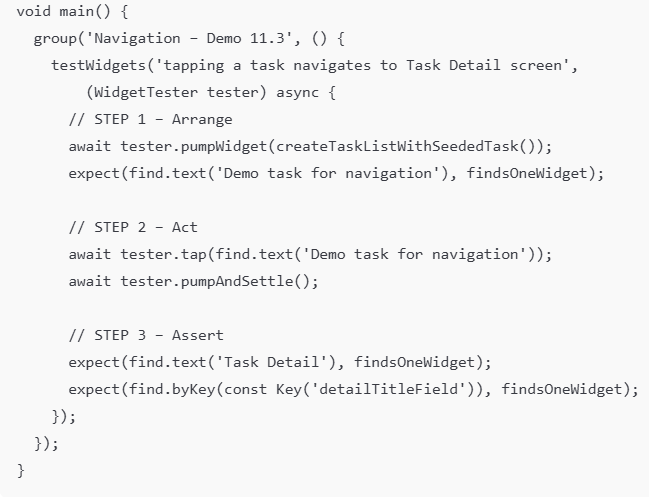 void main() {
  group('Navigation – Demo 11.3', () {
    testWidgets('tapping a task navigates to Task Detail screen',
        (WidgetTester tester) async {
      // STEP 1 – Arrange
      await tester.pumpWidget(createTaskListWithSeededTask());
      expect(find.text('Demo task for navigation'), findsOneWidget);

      // STEP 2 – Act
      await tester.tap(find.text('Demo task for navigation'));
      await tester.pumpAndSettle();

      // STEP 3 – Assert
      expect(find.text('Task Detail'), findsOneWidget);
      expect(find.byKey(const Key('detailTitleField')), findsOneWidget);
    });
  });
}